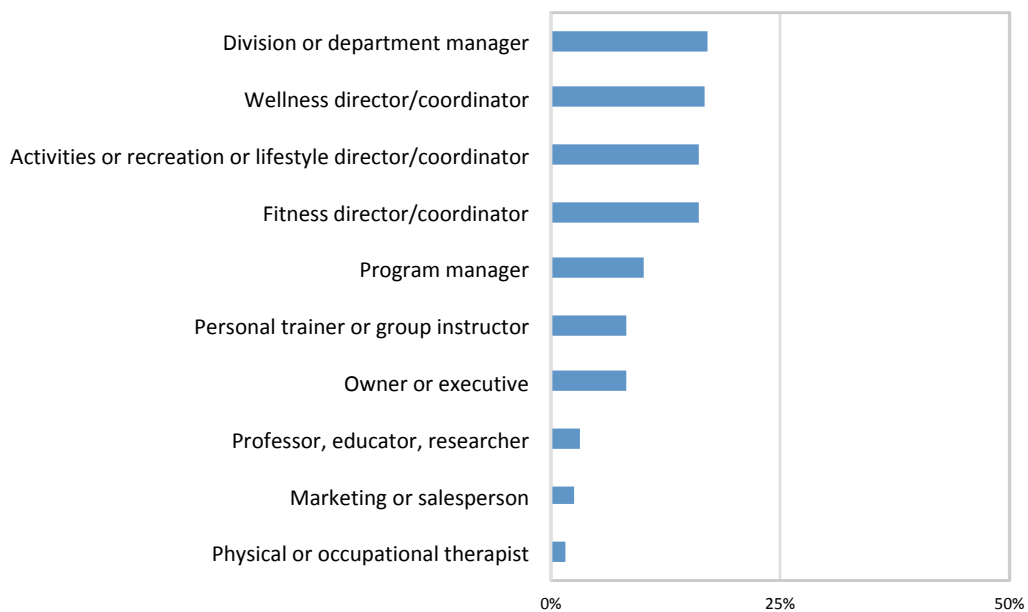 Division or department manager
Wellness director/coordinator
Activities or recreation or lifestyle director/coordinator
Fitness director/coordinator
Program manager
Personal trainer or group instructor
Owner or executive
Professor, educator, researcher
Marketing or salesperson
Physical or occupational therapist
0% 25% 50%